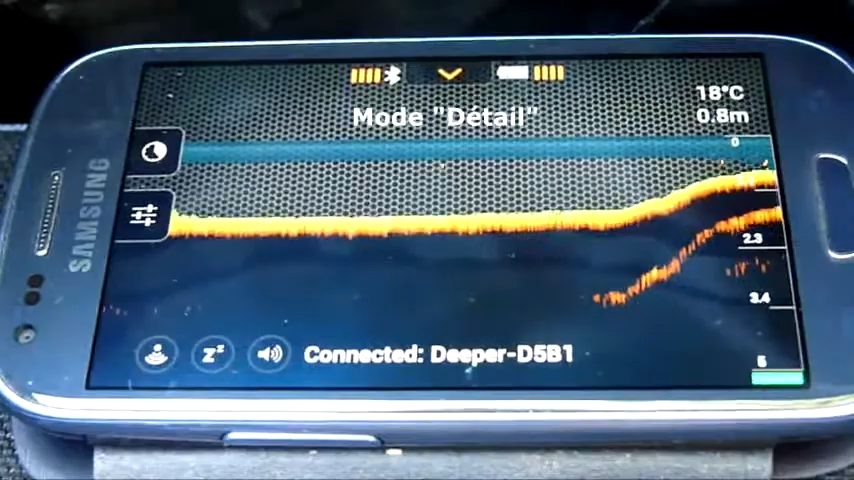 Mode "Détail"
18°C
0.8m
0
2.3
3.4
5
SAMSUNG
z z z
Connected: Deeper-D5B1